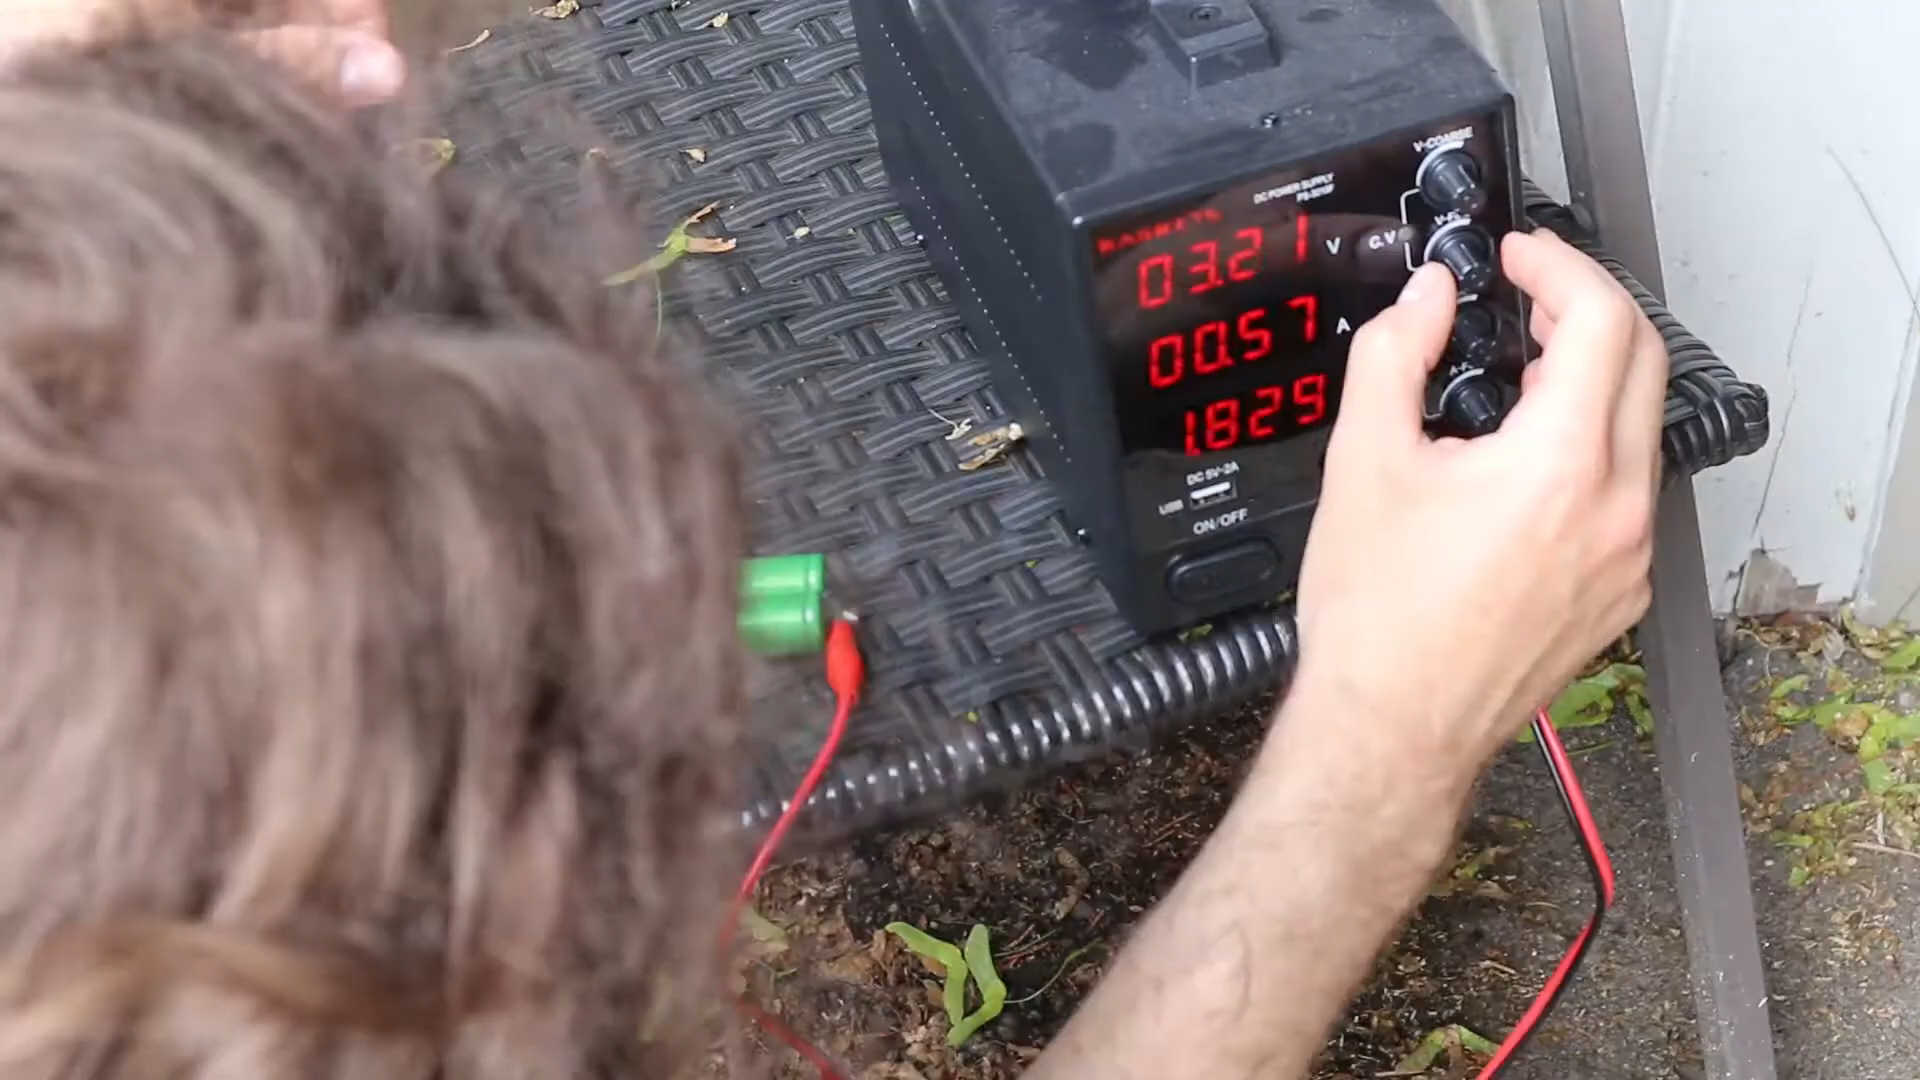 V-COARSE
DC POWER SUPPLY
03.21 V
C.V
00.57 A
1.829
DC 5V-2A
USB
ON/OFF